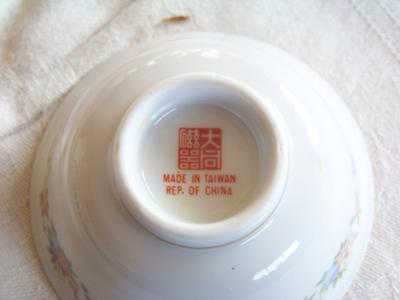 大同
磁器
MADE IN TAIWAN
REP. OF CHINA